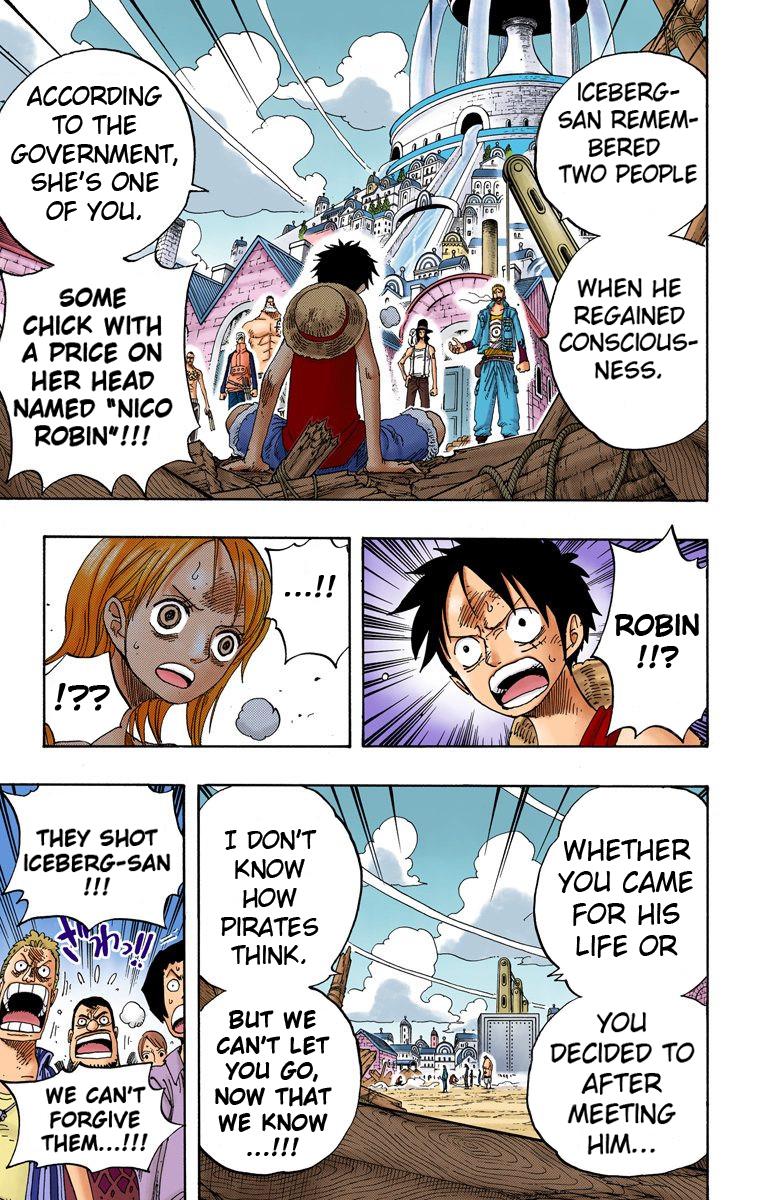 ICEBERG-
SAN REMEM-
BERED
TWO PEOPLE
WHEN HE
REGAINED
CONSCIOUS-
NESS.
ACCORDING
TO THE
GOVERNMENT,
SHE'S ONE
OF YOU.
SOME
CHICK WITH
A PRICE ON
HER HEAD
NAMED "NICO
ROBIN"!!!
ROBIN
!!?
...!!
!??
WHETHER
YOU CAME
FOR HIS
LIFE OR
YOU
DECIDED TO
AFTER
MEETING
HIM...
I DON'T
KNOW
HOW
PIRATES
THINK.
BUT WE
CAN'T LET
YOU GO,
NOW THAT
WE KNOW
...!!!
THEY SHOT
ICEBERG-SAN
!!!
ざわっ!!
WE CAN'T
FORGIVE
THEM...!!!